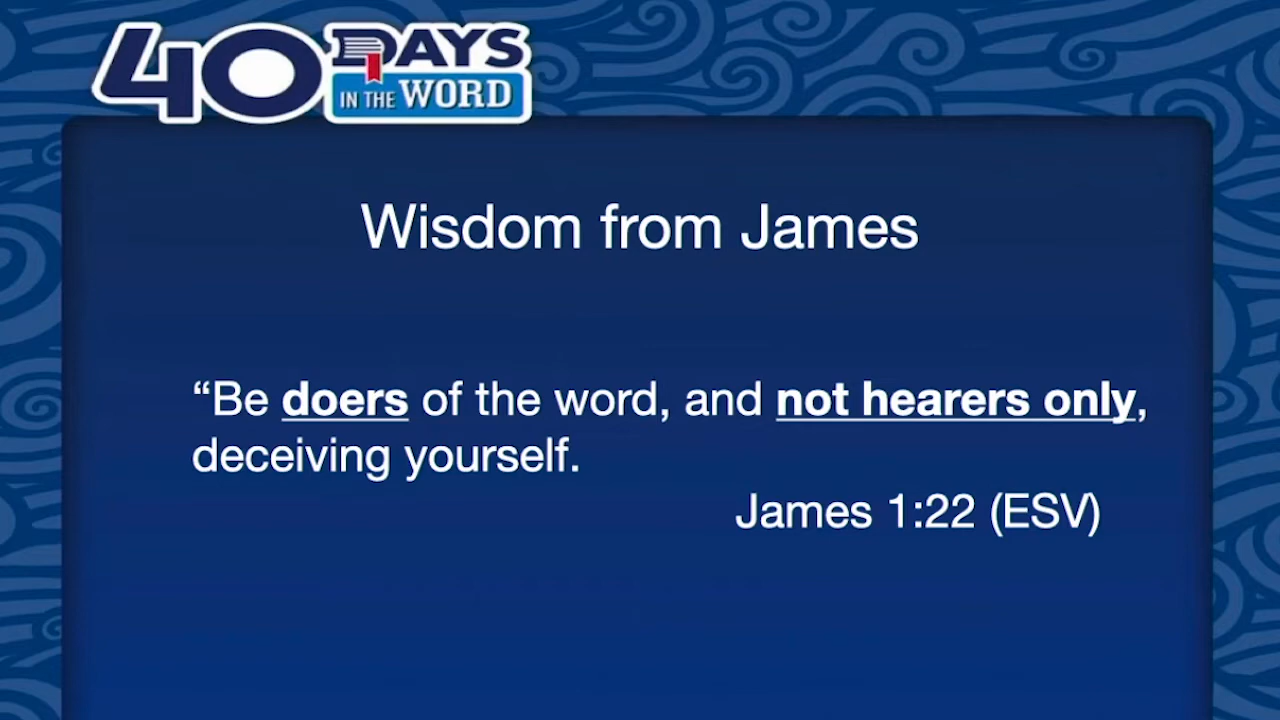 40 DAYS
IN THE WORD
Wisdom from James
“Be doers of the word, and not hearers only,
deceiving yourself.
James 1:22 (ESV)